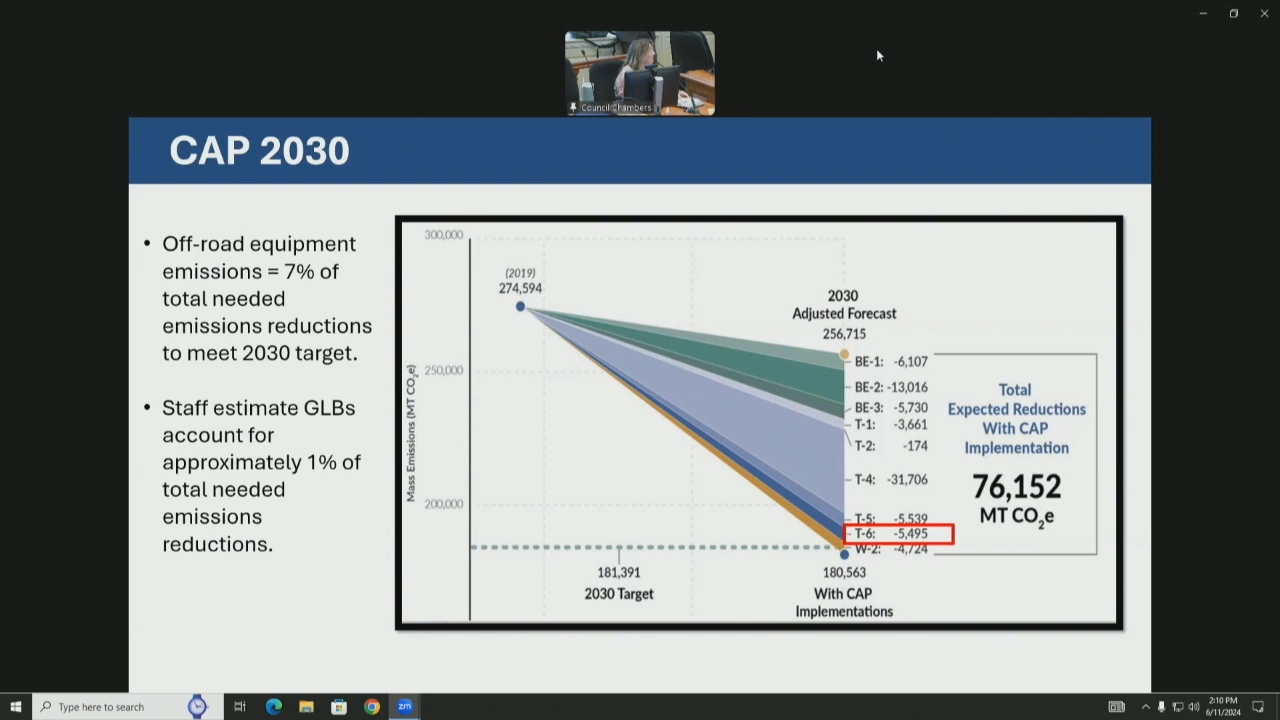 Council Chambers
CAP 2030
• Off-road equipment
emissions = 7% of
total needed
emissions reductions
to meet 2030 target.
• Staff estimate GLBs
account for
approximately 1% of
total needed
emissions
reductions.
300,000
250,000
200,000
Mass Emissions (MT CO2e)
(2019)
274,594
2030
Adjusted Forecast
256,715
BE-1: -6,107
BE-2: -13,016
BE-3: -5,730
T-1: -3,661
T-2: -174
T-4: -31,706
T-5: -5,539
T-6: -5,495
W-2: -4,724
Total
Expected Reductions
With CAP
Implementation
76,152
MT CO2e
181,391
2030 Target
180,563
With CAP
Implementations
Type here to search
zm
2:10 PM
6/11/2024